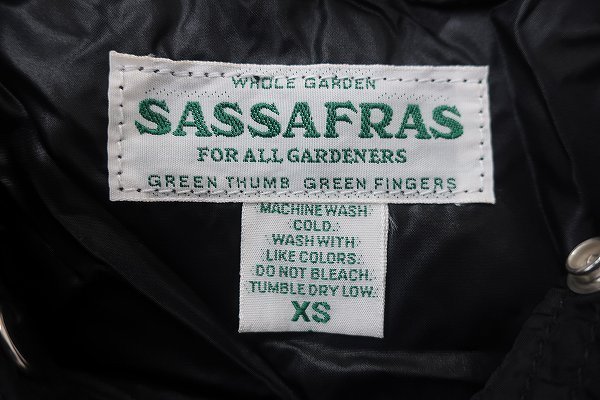 WHOLE GARDEN
SASSAFRAS
FOR ALL GARDENERS
GREEN THUMB GREEN FINGERS
MACHINE WASH
COLD.
WASH WITH
LIKE COLORS.
DO NOT BLEACH.
TUMBLE DRY LOW.
XS